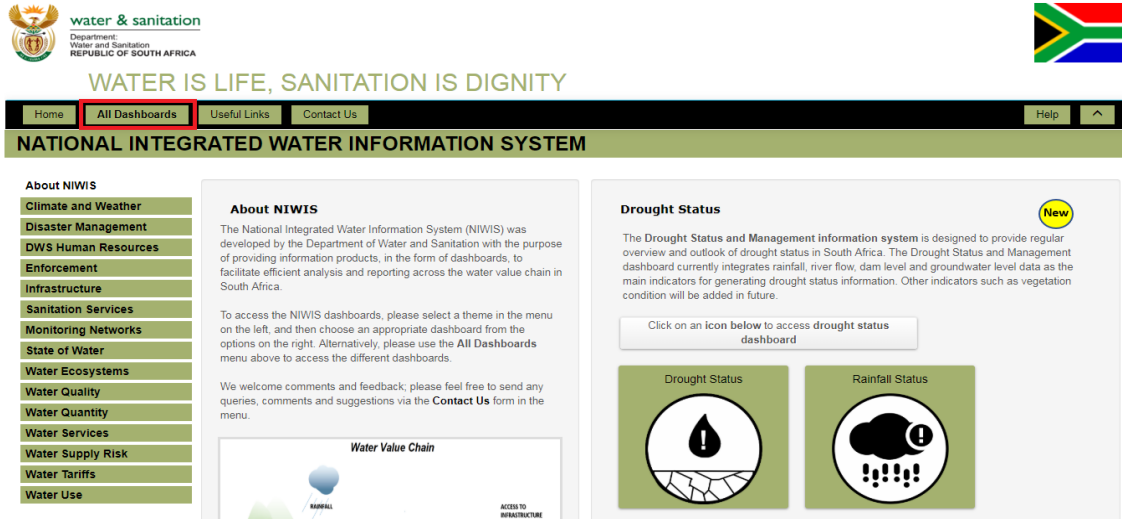 water & sanitation
Department:
Water and Sanitation
REPUBLIC OF SOUTH AFRICA
WATER IS LIFE, SANITATION IS DIGNITY
Home All Dashboards Useful Links Contact Us Help
NATIONAL INTEGRATED WATER INFORMATION SYSTEM
About NIWIS
Climate and Weather
Disaster Management
DWS Human Resources
Enforcement
Infrastructure
Sanitation Services
Monitoring Networks
State of Water
Water Ecosystems
Water Quality
Water Quantity
Water Services
Water Supply Risk
Water Tariffs
Water Use
About NIWIS
The National Integrated Water Information System (NIWIS) was
developed by the Department of Water and Sanitation with the purpose
of providing information products, in the form of dashboards, to
facilitate efficient analysis and reporting across the water value chain in
South Africa.
To access the NIWIS dashboards, please select a theme in the menu
on the left, and then choose an appropriate dashboard from the
options on the right. Alternatively, please use the All Dashboards
menu above to access the different dashboards.
We welcome comments and feedback; please feel free to send any
queries, comments and suggestions via the Contact Us form in the
menu.
Water Value Chain
RAINFALL
ACCESS TO
INFRASTRUCTURE
Drought Status
New
The Drought Status and Management information system is designed to provide regular
overview and outlook of drought status in South Africa. The Drought Status and Management
dashboard currently integrates rainfall, river flow, dam level and groundwater level data as the
main indicators for generating drought status information. Other indicators such as vegetation
condition will be added in future.
Click on an icon below to access drought status
dashboard
Drought Status
Rainfall Status